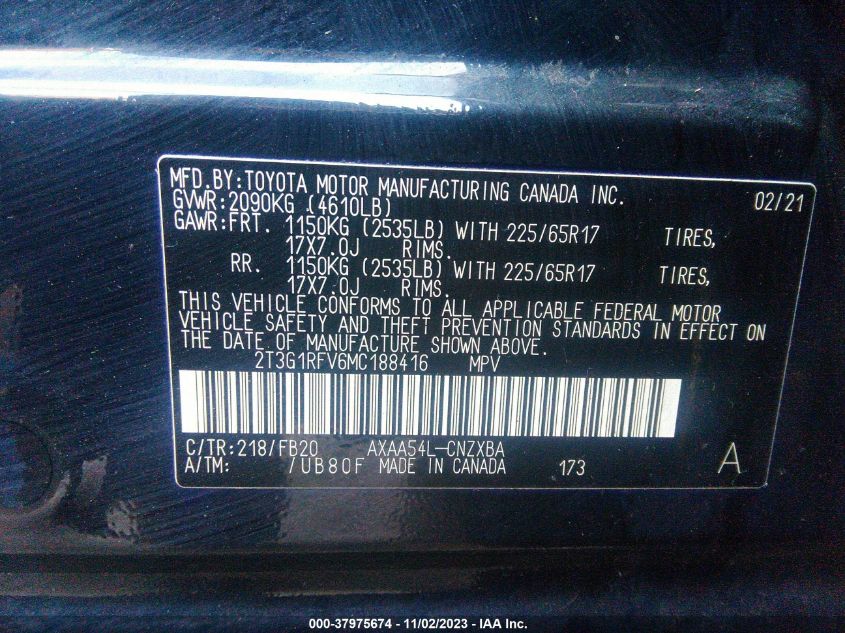 MFD.BY:TOYOTA MOTOR MANUFACTURING CANADA INC. 02/21
GVWR:2090KG (4610LB)
GAWR:FRT. 1150KG (2535LB) WITH 225/65R17 TIRES,
17X7.0J RIMS.
RR. 1150KG (2535LB) WITH 225/65R17 TIRES,
17X7.0J RIMS.
THIS VEHICLE CONFORMS TO ALL APPLICABLE FEDERAL MOTOR
VEHICLE SAFETY AND THEFT PREVENTION STANDARDS IN EFFECT ON
THE DATE OF MANUFACTURE SHOWN ABOVE.
2T3G1RFV6MC188416 MPV
C/TR:218/FB20 AXAA54L-CNZXBA
A/TM: /UB80F MADE IN CANADA 173 A
000-37975674 - 11/02/2023 - IAA Inc.